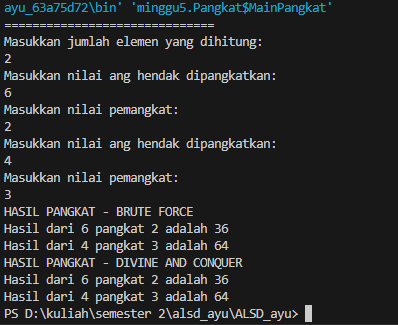 ayu_63a75d72\bin' 'minggu5.Pangkat$MainPangkat'
==============================
Masukkan jumlah elemen yang dihitung:
2
Masukkan nilai ang hendak dipangkatkan:
6
Masukkan nilai pemangkat:
2
Masukkan nilai ang hendak dipangkatkan:
4
Masukkan nilai pemangkat:
3
HASIL PANGKAT - BRUTE FORCE
Hasil dari 6 pangkat 2 adalah 36
Hasil dari 4 pangkat 3 adalah 64
HASIL PANGKAT - DIVINE AND CONQUER
Hasil dari 6 pangkat 2 adalah 36
Hasil dari 4 pangkat 3 adalah 64
PS D:\kuliah\semester 2\alsd_ayu\ALSD_ayu>